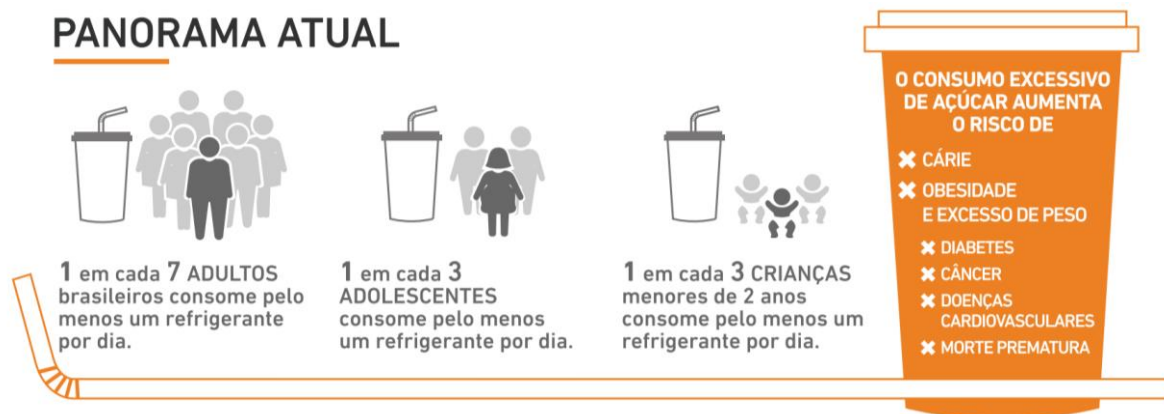 PANORAMA ATUAL
1 em cada 7 ADULTOS
brasileiros consome pelo
menos um refrigerante
por dia.
1 em cada 3
ADOLESCENTES
consome pelo menos
um refrigerante por dia.
1 em cada 3 CRIANÇAS
menores de 2 anos
consome pelo menos um
refrigerante por dia.
O CONSUMO EXCESSIVO
DE AÇÚCAR AUMENTA
O RISCO DE
✖ CÁRIE
✖ OBESIDADE
E EXCESSO DE PESO
✖ DIABETES
✖ CÂNCER
✖ DOENÇAS
CARDIOVASCULARES
✖ MORTE PREMATURA